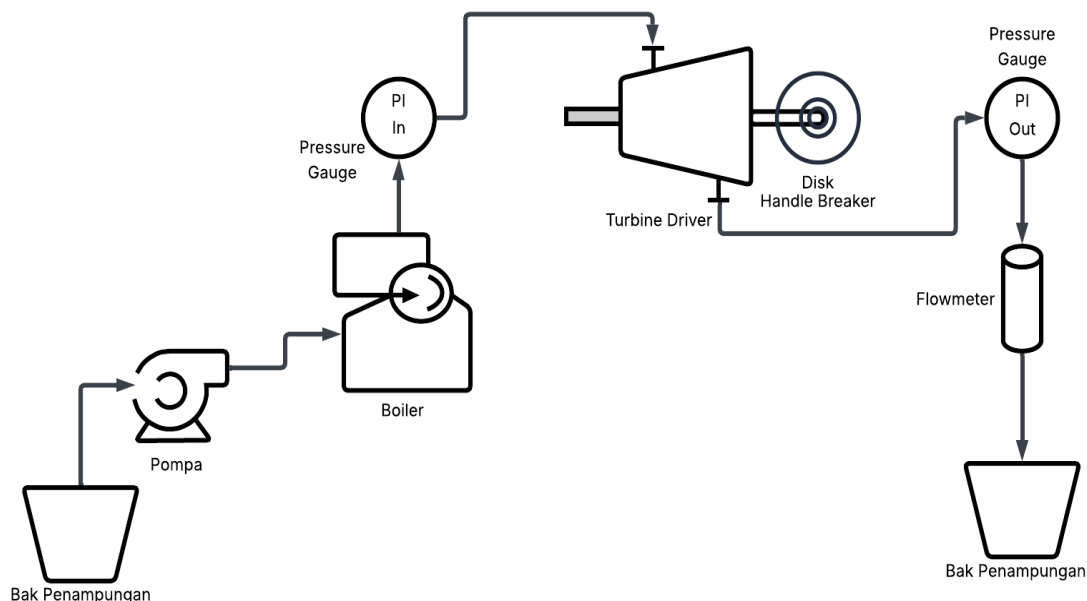 Pressure
Gauge
PI
In
PI
Out
Pressure
Gauge
Disk
Handle Breaker
Turbine Driver
Flowmeter
Boiler
Pompa
Bak Penampungan
Bak Penampungan